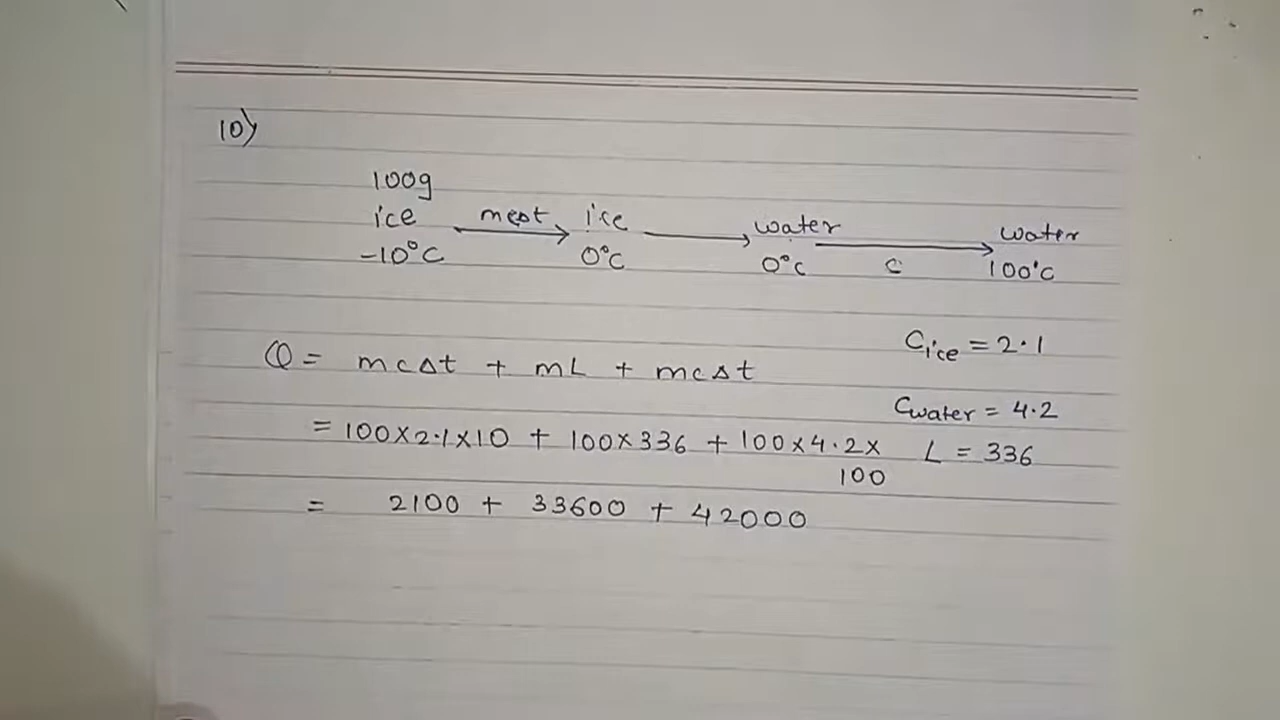 10)
100g
ice mcot ice water water
-10°C 0°C 0°C C 100°C
Cice = 2.1
Q = mcΔt + mL + mcΔt
Cwater = 4.2
= 100×2.1×10 + 100×336 + 100×4.2× L = 336
100
= 2100 + 33600 + 42000